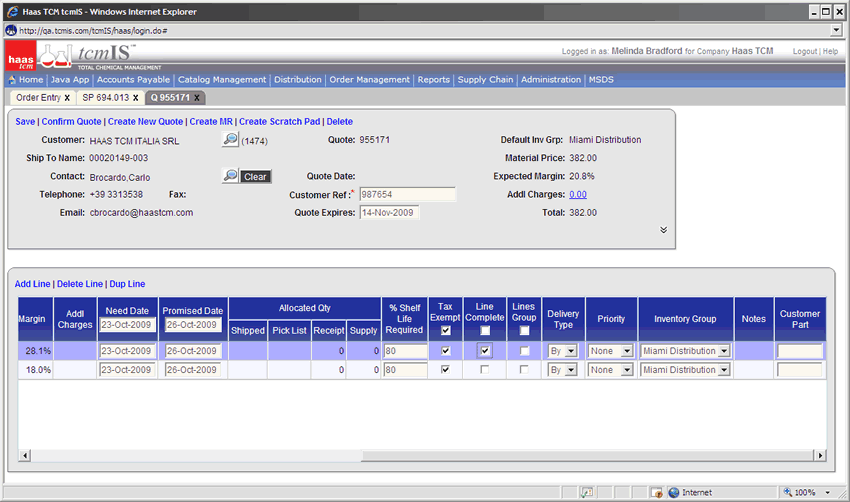 Haas TCM tcmIS - Windows Internet Explorer
http://qa.tcmis.com/tcmIS/haas/login.do#
haas tcm tcmIS™ TOTAL CHEMICAL MANAGEMENT
Logged in as: Melinda Bradford for Company Haas TCM Logout | Help
Home | Java App | Accounts Payable | Catalog Management | Distribution | Order Management | Reports | Supply Chain | Administration | MSDS
Order Entry X SP 694.013 X Q 955171 X
Save | Confirm Quote | Create New Quote | Create MR | Create Scratch Pad | Delete
Customer: HAAS TCM ITALIA SRL (1474) Quote: 955171 Default Inv Grp: Miami Distribution
Ship To Name: 00020149-003 Material Price: 382.00
Contact: Brocardo,Carlo Clear Quote Date: Expected Margin: 20.8%
Telephone: +39 3313538 Fax: Customer Ref :* 987654 Addl Charges: 0.00
Email: cbrocardo@haastcm.com Quote Expires: 14-Nov-2009 Total: 382.00
Add Line | Delete Line | Dup Line
Margin Addl Charges Need Date 23-Oct-2009 Promised Date 26-Oct-2009 Allocated Qty Shipped Pick List Receipt Supply % Shelf Life Required Tax Exempt Line Complete Lines Group Delivery Type Priority Inventory Group Notes Customer Part
28.1% 23-Oct-2009 26-Oct-2009 0 0 80 By None Miami Distribution
18.0% 23-Oct-2009 26-Oct-2009 0 0 80 By None Miami Distribution
Internet 100%